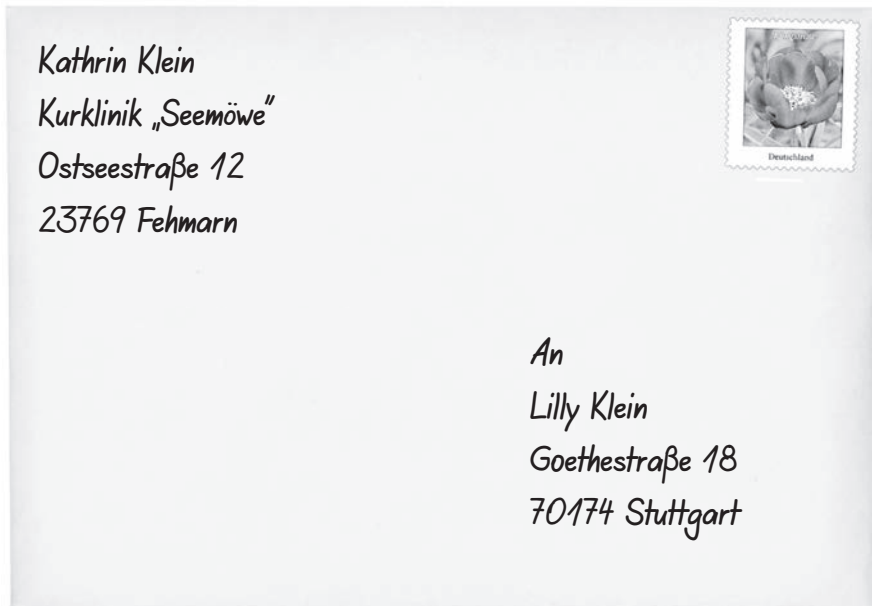 Kathrin Klein
Kurklinik „Seemöwe“
Ostseestraße 12
23769 Fehmarn
Deutschland
An
Lilly Klein
Goethestraße 18
70174 Stuttgart